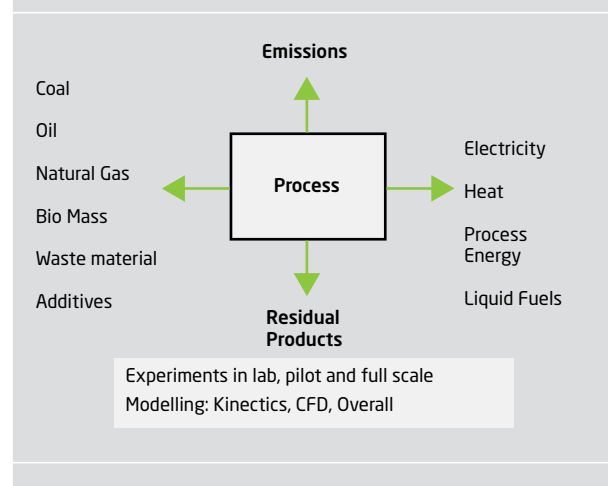 Emissions
Coal
Oil
Natural Gas
Bio Mass
Waste material
Additives
Process
Electricity
Heat
Process
Energy
Liquid Fuels
Residual
Products
Experiments in lab, pilot and full scale
Modelling: Kinectics, CFD, Overall